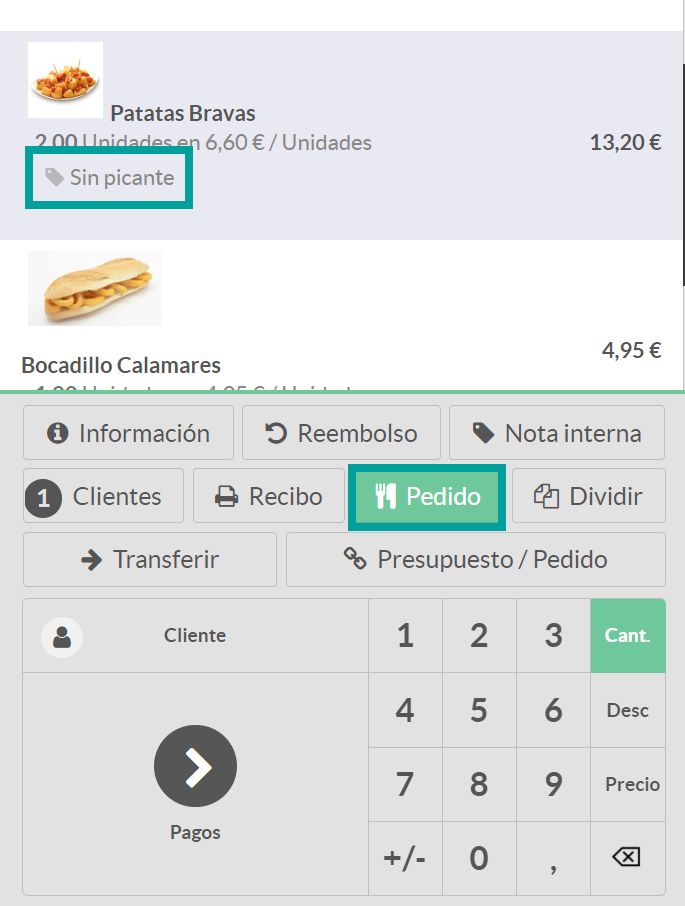 Patatas Bravas
2,00 Unidades en 6,60 € / Unidades
13,20 €
Sin picante
4,95 €
Bocadillo Calamares
Información
Reembolso
Nota interna
1 Clientes
Recibo
Pedido
Dividir
Transferir
Presupuesto / Pedido
Cliente
1 2 3 Cant.
4 5 6 Desc
7 8 9 Precio
Pagos
+/- 0 ,